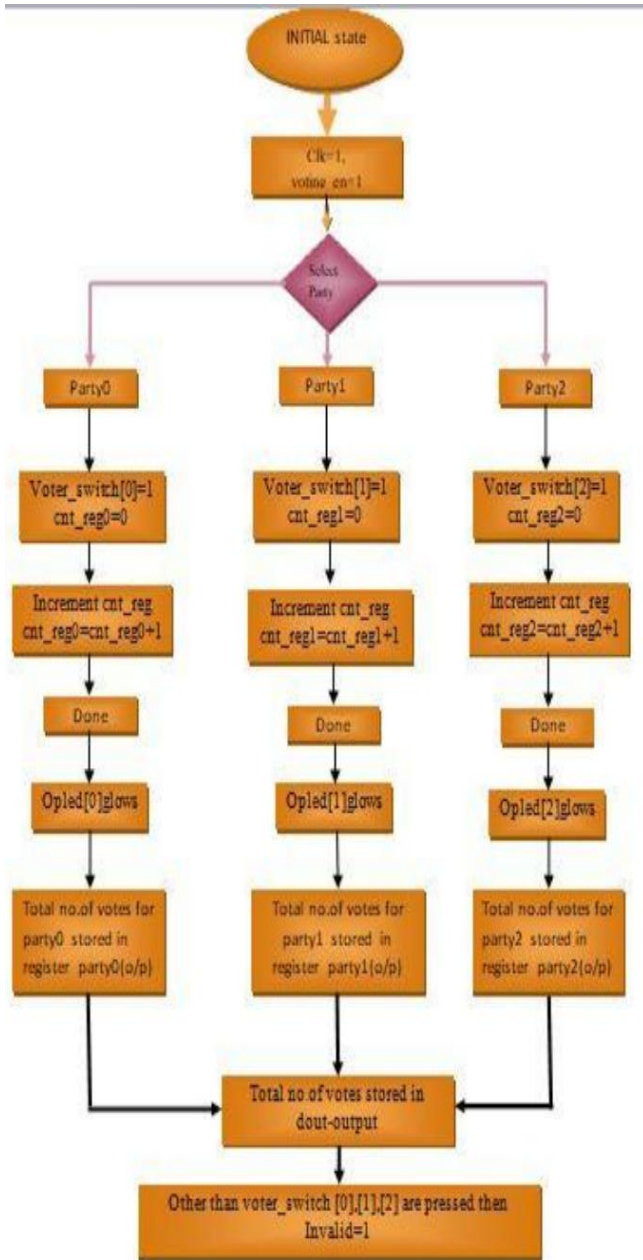 INITIAL state
Clk=1,
voting_en=1
Select
Party
Party0
Party1
Party2
Voter_switch[0]=1
cnt_reg0=0
Voter_switch[1]=1
cnt_reg1=0
Voter_switch[2]=1
cnt_reg2=0
Increment cnt_reg
cnt_reg0=cnt_reg0+1
Increment cnt_reg
cnt_reg1=cnt_reg1+1
Increment cnt_reg
cnt_reg2=cnt_reg2+1
Done
Done
Done
Opled[0]glows
Opled[1]glows
Opled[2]glows
Total no.of votes for
party0 stored in
register party0(o/p)
Total no.of votes for
party1 stored in
register party1(o/p)
Total no.of votes for
party2 stored in
register party2(o/p)
Total no of votes stored in
dout-output
Other than voter_switch [0],[1],[2] are pressed then
Invalid=1